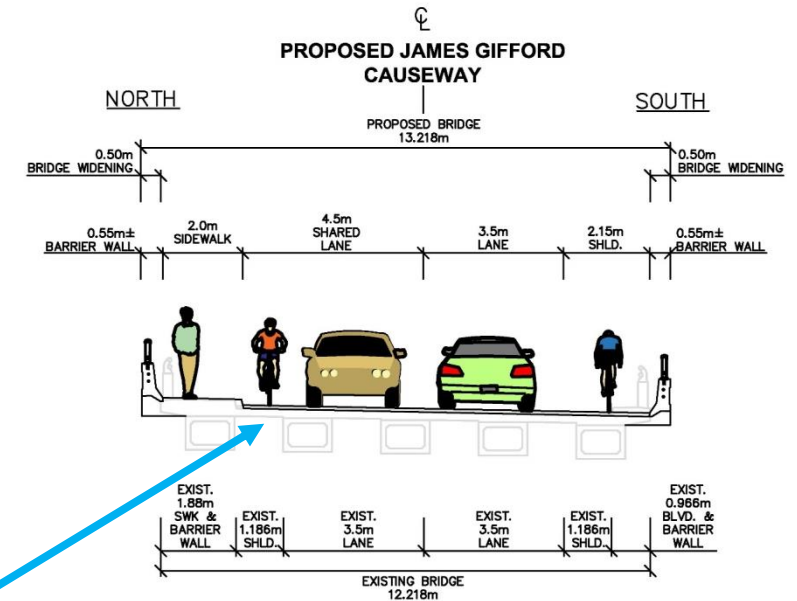 ℄
PROPOSED JAMES GIFFORD
CAUSEWAY
NORTH
SOUTH
PROPOSED BRIDGE
13.218m
0.50m
BRIDGE WIDENING
0.50m
BRIDGE WIDENING
0.55m±
BARRIER WALL
2.0m
SIDEWALK
4.5m
SHARED
LANE
3.5m
LANE
2.15m
SHLD.
0.55m±
BARRIER WALL
EXIST.
1.88m
SWK &
BARRIER
WALL
EXIST.
1.186m
SHLD.
EXIST.
3.5m
LANE
EXIST.
3.5m
LANE
EXIST.
1.186m
SHLD.
EXIST.
0.966m
BLVD. &
BARRIER
WALL
EXISTING BRIDGE
12.218m